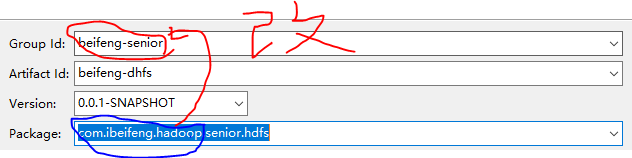 Group Id: beifeng-senior
改
Artifact Id: beifeng-dhfs
Version: 0.0.1-SNAPSHOT
Package: com.ibeifeng.hadoop.senior.hdfs